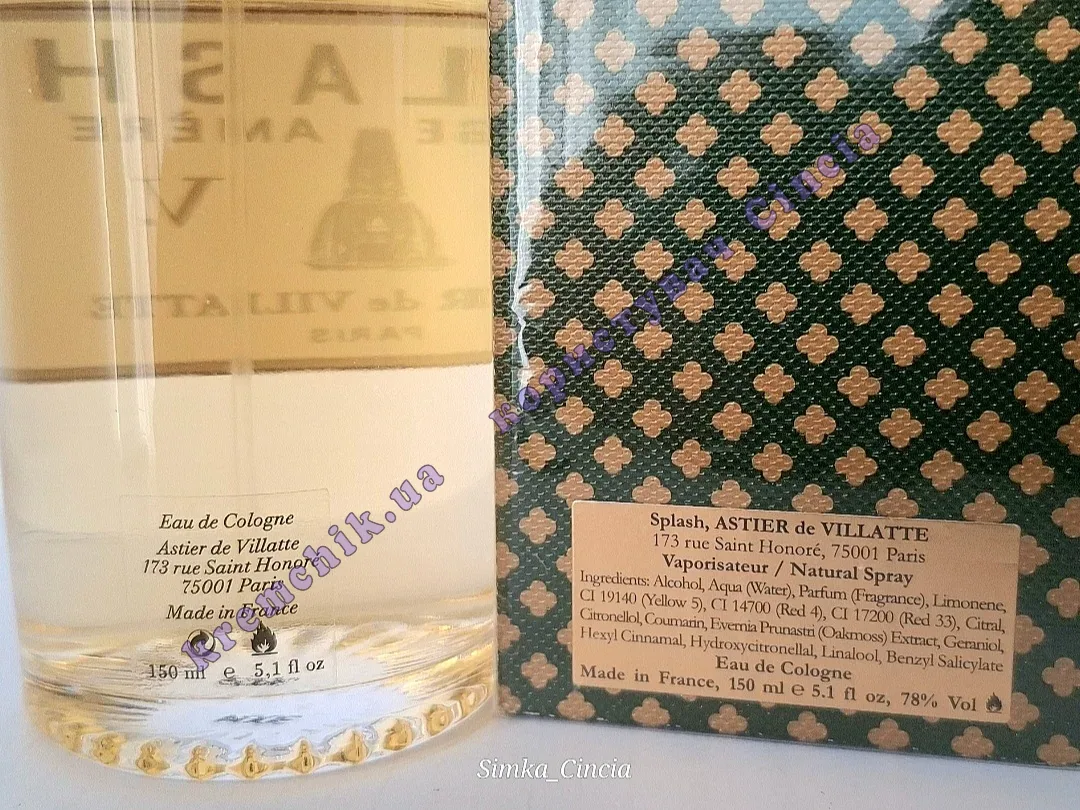 Eau de Cologne
Astier de Villatte
173 rue Saint Honoré
75001 Paris
Made in France
150 ml e 5,1 fl oz
Splash, ASTIER de VILLATTE
173 rue Saint Honoré, 75001 Paris
Vaporisateur / Natural Spray
Ingredients: Alcohol, Aqua (Water), Parfum (Fragrance), Limonene,
CI 19140 (Yellow 5), CI 14700 (Red 4), CI 17200 (Red 33), Citral,
Citronellol, Coumarin, Evernia Prunastri (Oakmoss) Extract, Geraniol,
Hexyl Cinnamal, Hydroxycitronellal, Linalool, Benzyl Salicylate
Eau de Cologne
Made in France, 150 ml e 5.1 fl oz, 78% Vol
kremchik.ua
користувач Cincia
Simka_Cincia